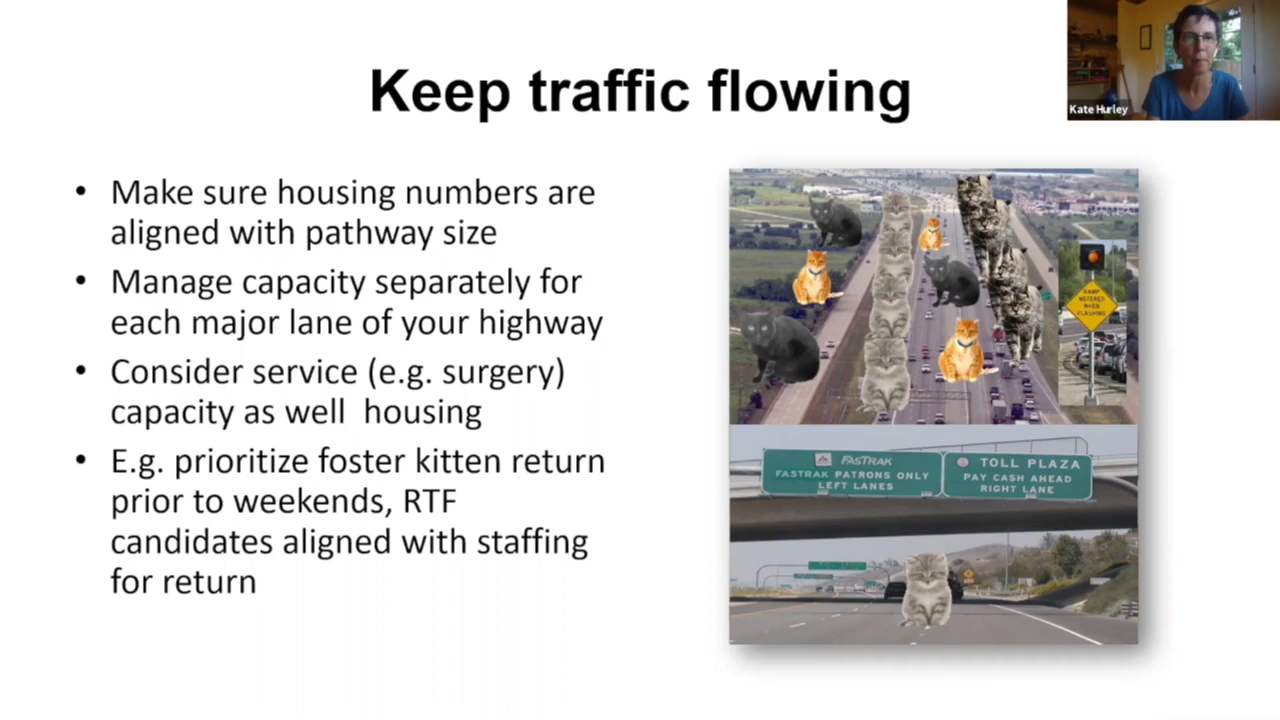 Keep traffic flowing
Kate Hurley
• Make sure housing numbers are
aligned with pathway size
• Manage capacity separately for
each major lane of your highway
• Consider service (e.g. surgery)
capacity as well  housing
• E.g. prioritize foster kitten return
prior to weekends, RTF
candidates aligned with staffing
for return
RAMP
METERED
WHEN
FLASHING
FASTRAK
FASTRAK PATRONS ONLY
LEFT LANES
TOLL PLAZA
PAY CASH AHEAD
RIGHT LANE